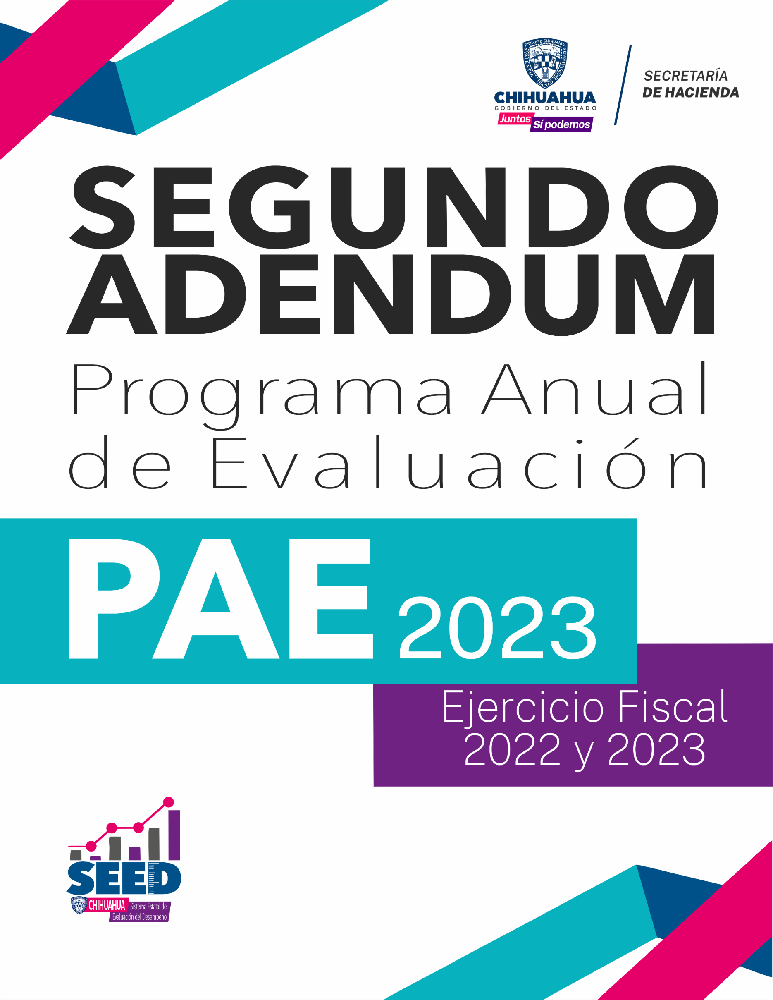 ESTADO D CHIHUAHUA
VALENTÍA
LEALTAD
HOSPITALIDAD
CHIHUAHUA
GOBIERNO DEL ESTADO
Juntos
Sí podemos
SECRETARÍA
DE HACIENDA
SEGUNDO
ADENDUM
Programa Anual
de Evaluación
PAE 2023
Ejercicio Fiscal
2022 y 2023
SEED
CHIHUAHUA
Sistema Estatal de
Evaluación del Desempeño